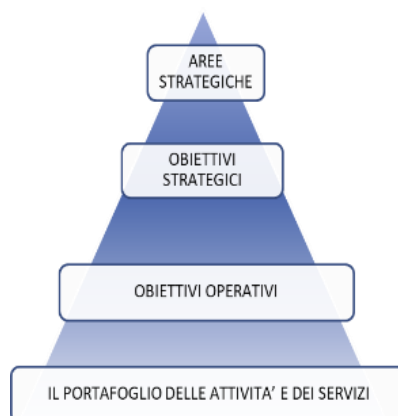 AREE
STRATEGICHE
OBIETTIVI
STRATEGICI
OBIETTIVI OPERATIVI
IL PORTAFOGLIO DELLE ATTIVITA’ E DEI SERVIZI